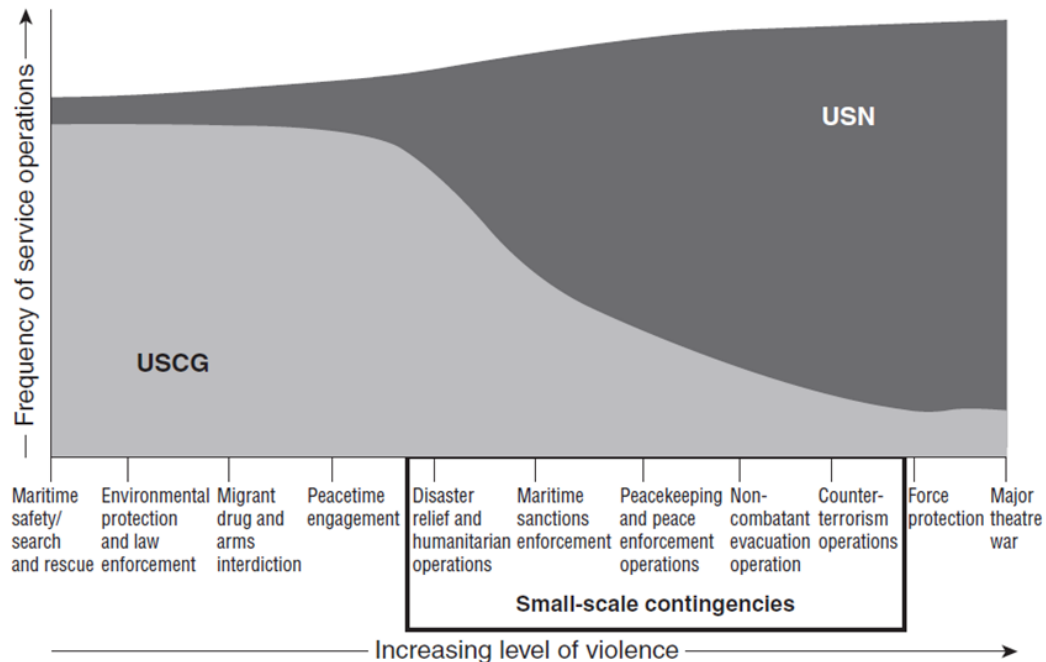 Frequency of service operations
USN
USCG
Maritime
safety/
search
and rescue
Environmental
protection
and law
enforcement
Migrant
drug and
arms
interdiction
Peacetime
engagement
Disaster
relief and
humanitarian
operations
Maritime
sanctions
enforcement
Peacekeeping
and peace
enforcement
operations
Non-
combatant
evacuation
operation
Counter-
terrorism
operations
Force
protection
Major
theatre
war
Small-scale contingencies
Increasing level of violence